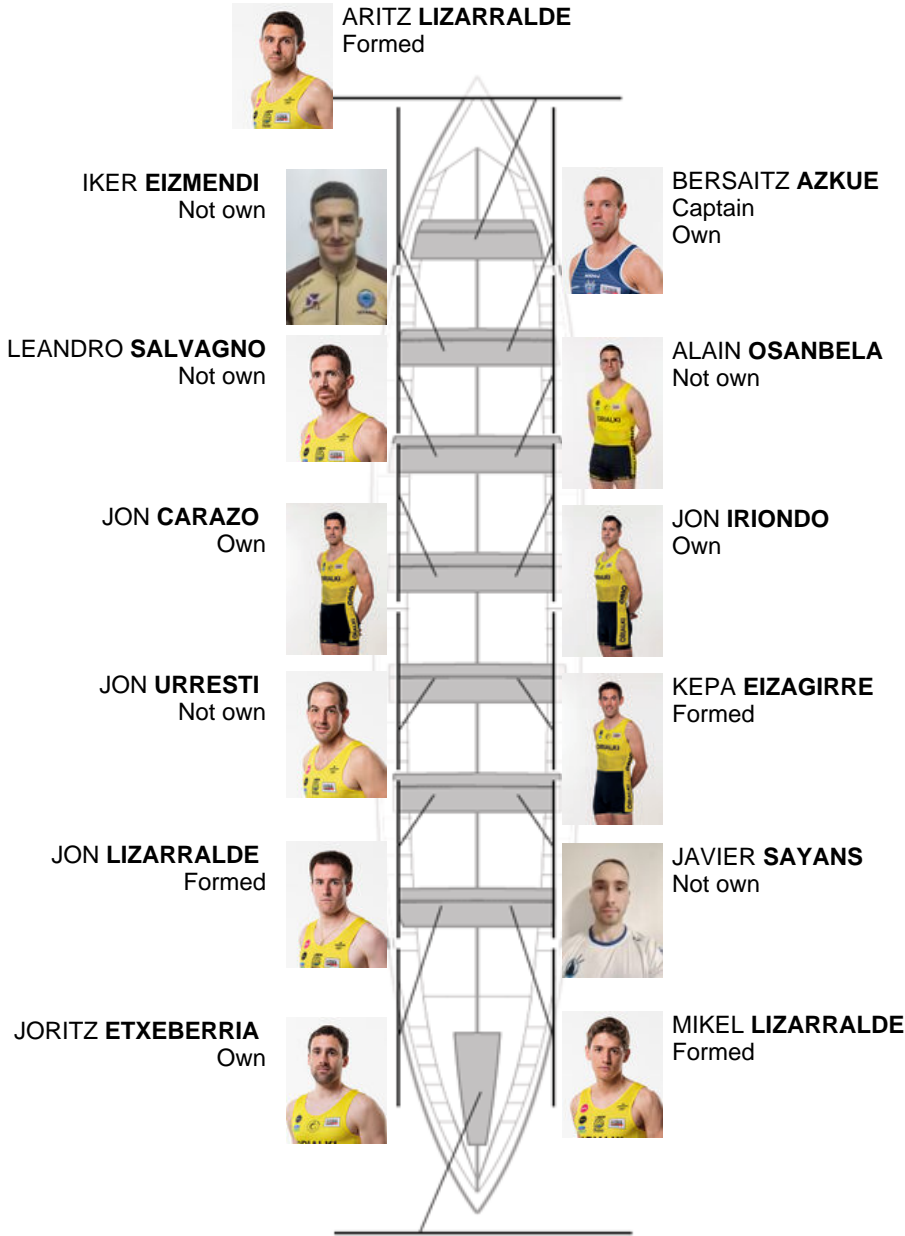 ARITZ LIZARRALDE
Formed
IKER EIZMENDI
Not own
BERSAITZ AZKUE
Captain
Own
LEANDRO SALVAGNO
Not own
ALAIN OSANBELA
Not own
JON CARAZO
Own
JON IRIONDO
Own
JON URRESTI
Not own
KEPA EIZAGIRRE
Formed
JON LIZARRALDE
Formed
JAVIER SAYANS
Not own
JORITZ ETXEBERRIA
Own
MIKEL LIZARRALDE
Formed